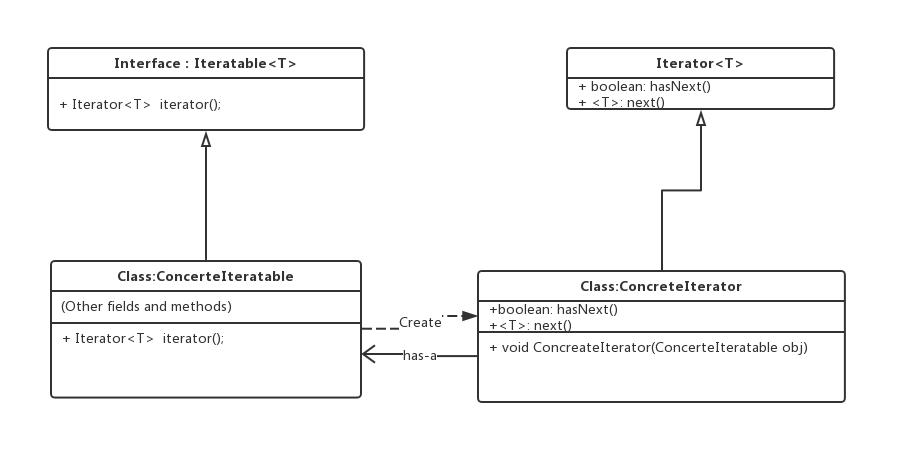 Interface : Iteratable<T>
+ Iterator<T>  iterator();
Iterator<T>
+ boolean: hasNext()
+ <T>: next()
Class:ConcerteIteratable
(Other fields and methods)
+ Iterator<T>  iterator();
Create
has-a
Class:ConcreteIterator
+boolean: hasNext()
+<T>: next()
+ void ConcreateIterator(ConcerteIteratable obj)